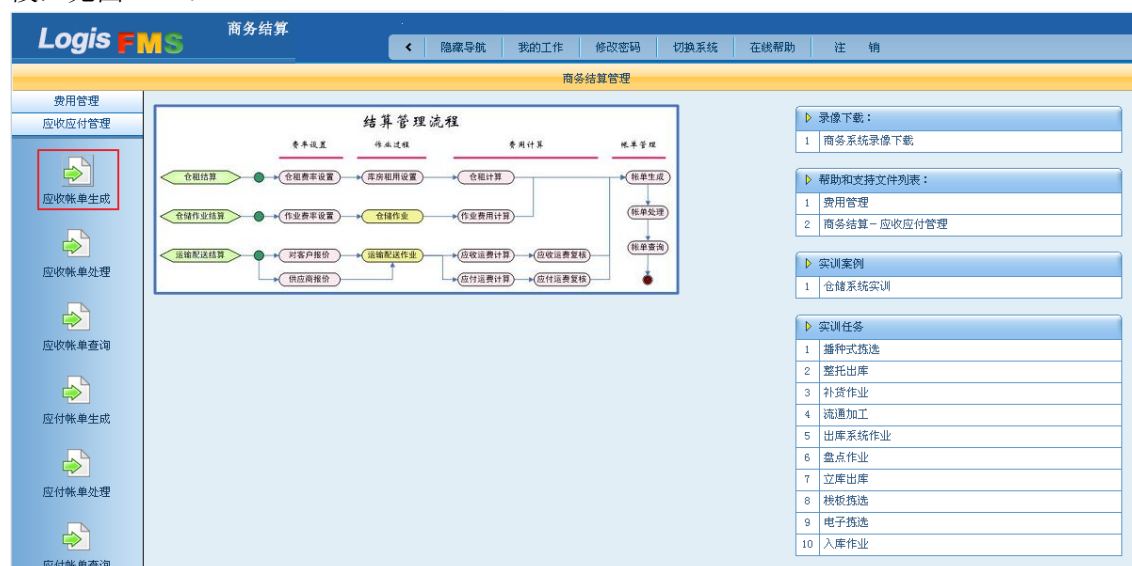 Logis FMS
商务结算
隐藏导航 我的工作 修改密码 切换系统 在线帮助 注 销
商务结算管理
费用管理
应收应付管理
应收帐单生成
应收帐单处理
应收帐单查询
应付帐单生成
应付帐单处理
应付帐单查询
结算管理流程
费率设置 作业过程 费用计算 帐单管理
仓租结算 仓租费率设置 库房租用设置 仓租计算 帐单生成
仓储作业结算 作业费率设置 仓储作业 作业费用计算 帐单处理
运输配送结算 对客户报价 运输配送作业 应收运费计算 应收运费复核 帐单查询
供应商报价 应付运费计算 应付运费复核
录像下载：
1 商务系统录像下载
帮助和支持文件列表：
1 费用管理
2 商务结算－应收应付管理
实训案例
1 仓储系统实训
实训任务
1 播种式拣选
2 整托出库
3 补货作业
4 流通加工
5 出库系统作业
6 盘点作业
7 立库出库
8 栈板拣选
9 电子拣选
10 入库作业